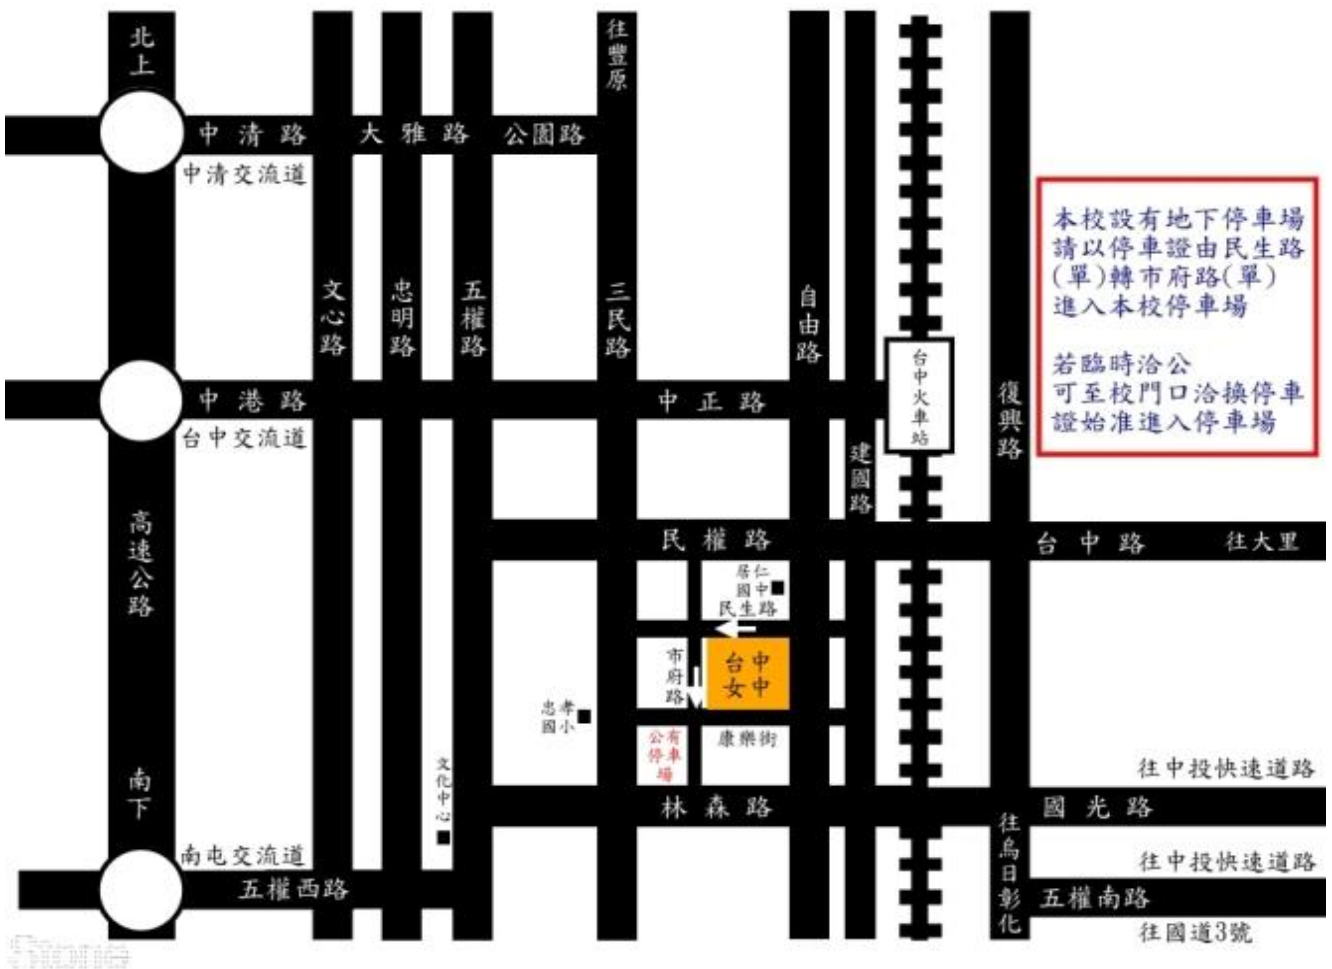 北上
往豐原
中清路
大雅路
公園路
中清交流道
本校設有地下停車場
請以停車證由民生路
(單)轉市府路(單)
進入本校停車場
若臨時洽公
可至校門口洽換停車
證始准進入停車場
文心路
忠明路
五權路
三民路
自由路
台中火車站
復興路
中港路
中正路
台中交流道
建國路
高速公路
民權路
台中路
往大里
居仁
國中
民生路
市府路
台中
女中
忠孝
國小
公有
停車
場
康樂街
文化中心
南下
林森路
國光路
往中投快速道路
往烏日彰化
南屯交流道
五權西路
往中投快速道路
五權南路
往國道3號
Stone